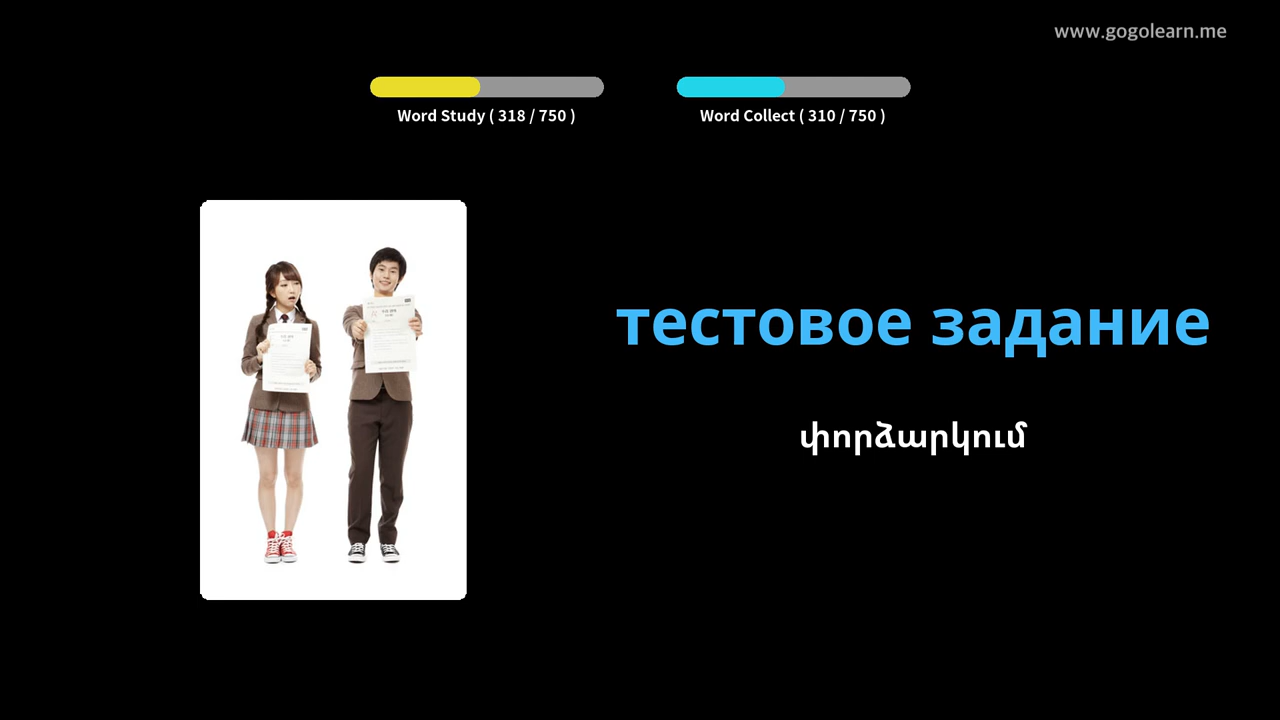 www.gogolearn.me
Word Study ( 318 / 750 )
Word Collect ( 310 / 750 )
тестовое задание
փորձարկում